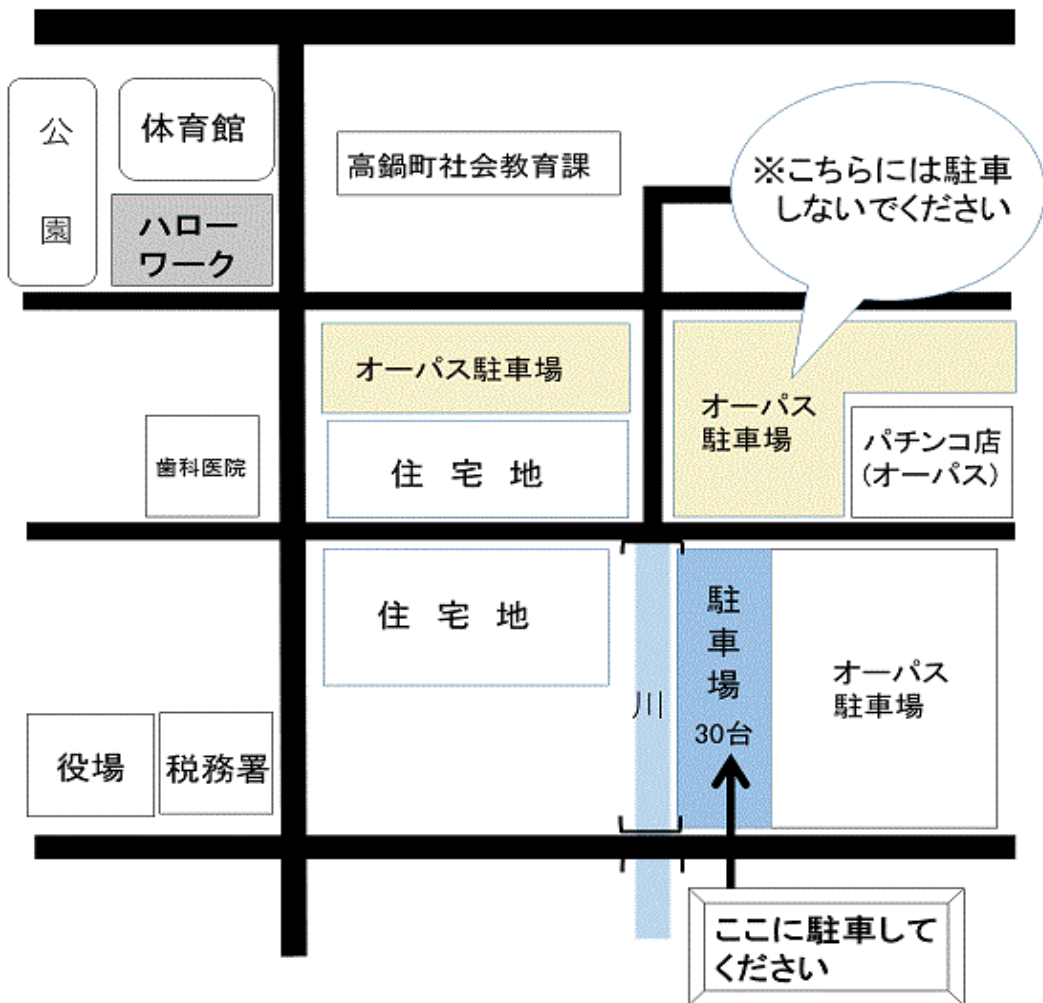 公
園
体育館
ハロー
ワーク
高鍋町社会教育課
※こちらには駐車
しないでください
オーパス駐車場
オーパス
駐車場
パチンコ店
(オーパス)
歯科医院
住 宅 地
住 宅 地
川
駐
車
場
30台
オーパス
駐車場
役場
税務署
ここに駐車して
ください